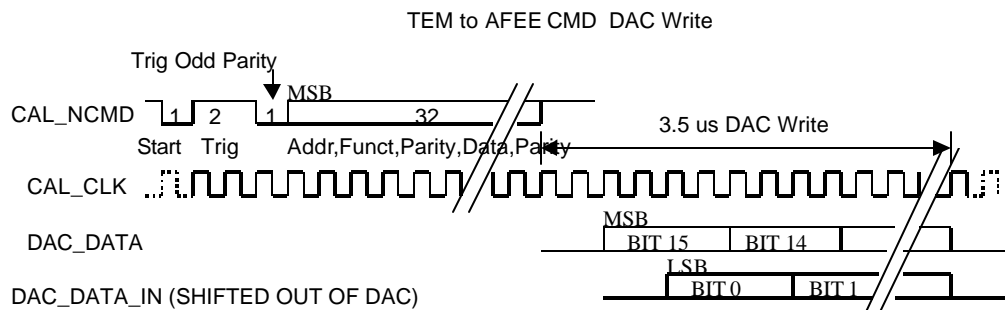 TEM to AFEE CMD DAC Write
Trig Odd Parity
MSB
CAL_NCMD 1 2 1 32
3.5 us DAC Write
Start Trig Addr,Funct,Parity,Data,Parity
CAL_CLK
MSB
DAC_DATA BIT 15 BIT 14
LSB
DAC_DATA_IN (SHIFTED OUT OF DAC) BIT 0 BIT 1